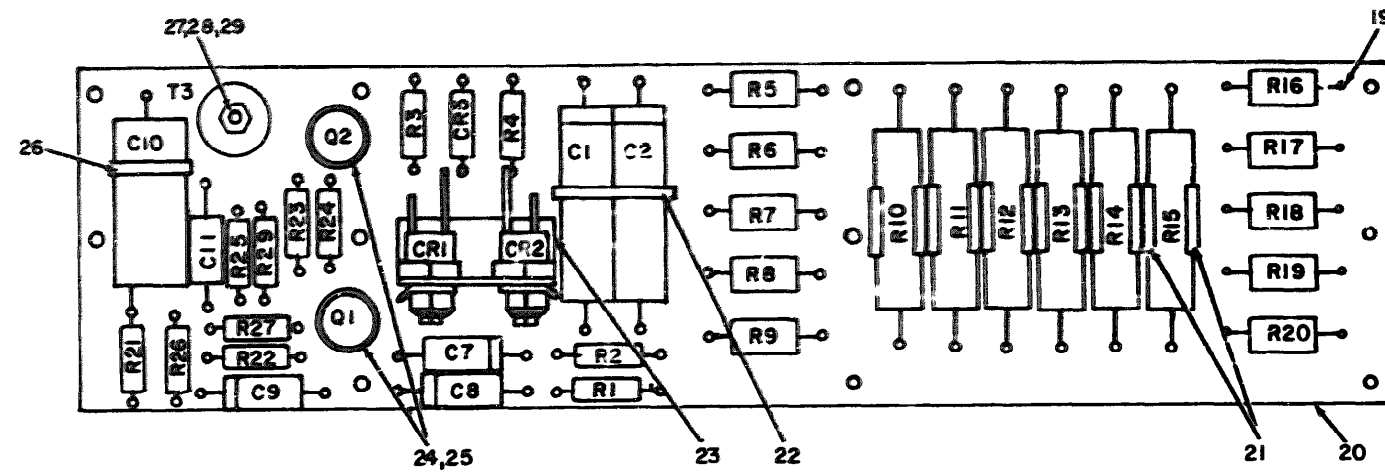 27,28,29
19
T3
C10
26
Q2
R3
CR3
R4
C1
C2
R5
R6
R7
R8
R9
R10
R11
R12
R13
R14
R15
R16
R17
R18
R19
R20
C11
R25
R29
R23
R24
CR1
CR2
Q1
R21
R26
R27
R22
C9
C7
C8
R2
R1
24,25
23
22
21
20